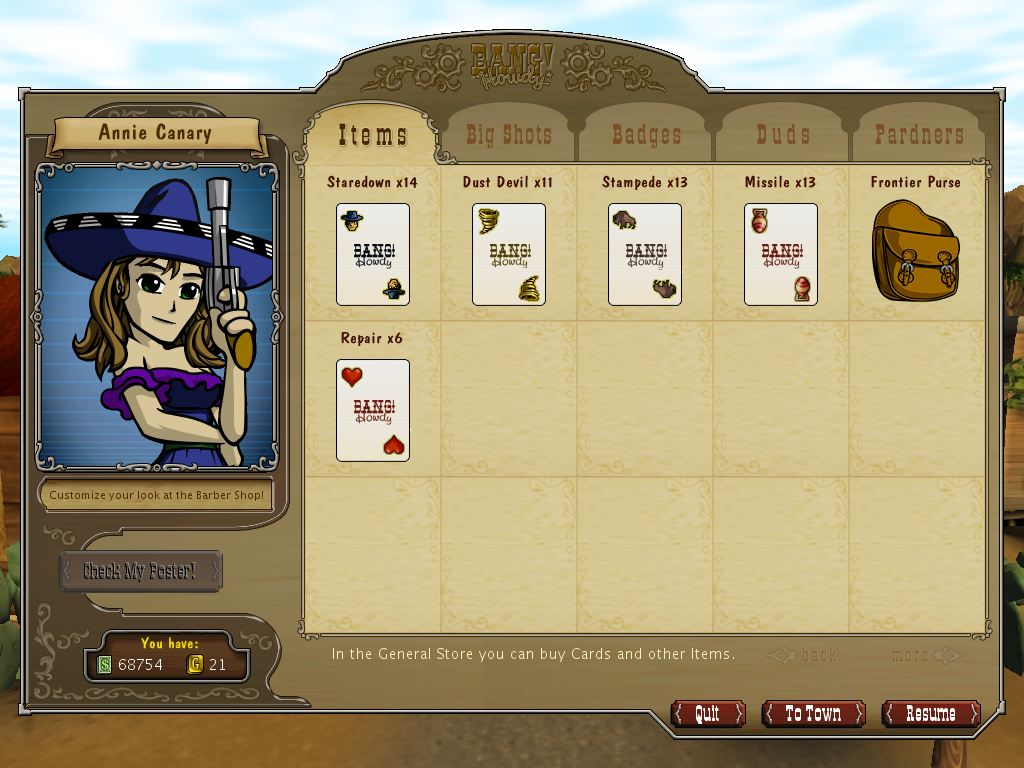 BANG!
Howdy
Annie Canary
Items
Big Shots
Badges
Duds
Pardners
Staredown x14
Dust Devil x11
Stampede x13
Missile x13
Frontier Purse
BANG!
Howdy
BANG!
Howdy
BANG!
Howdy
BANG!
Howdy
Repair x6
BANG!
Howdy
Customize your look at the Barber Shop!
Check My Poster!
You have:
$ 68754 G 21
In the General Store you can buy Cards and other Items.
back
more
Quit
To Town
Resume